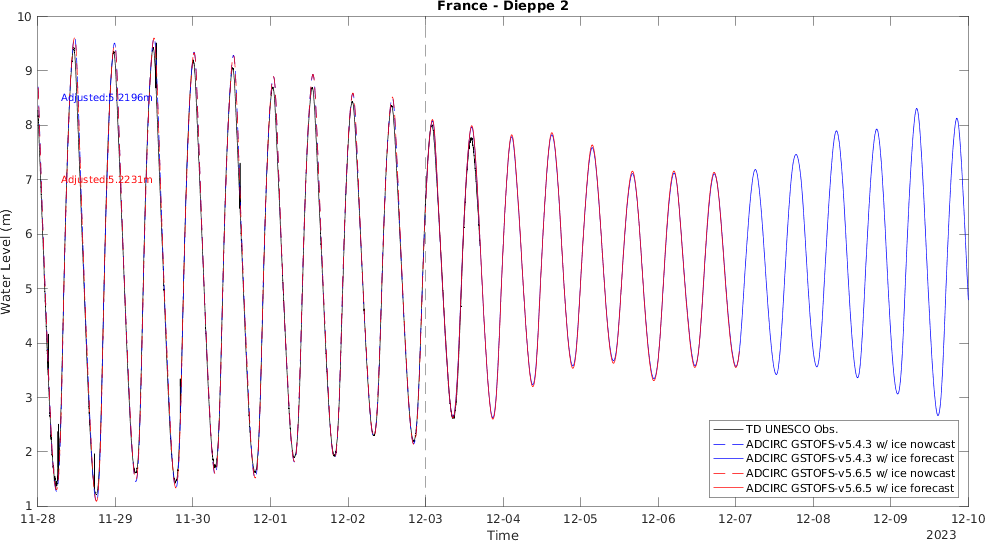 France - Dieppe 2
10
9
8
7
6
5
4
3
2
1
Water Level (m)
Adjusted:5.2196m
Adjusted:5.2231m
TD UNESCO Obs.
ADCIRC GSTOFS-v5.4.3 w/ ice nowcast
ADCIRC GSTOFS-v5.4.3 w/ ice forecast
ADCIRC GSTOFS-v5.6.5 w/ ice nowcast
ADCIRC GSTOFS-v5.6.5 w/ ice forecast
11-28 11-29 11-30 12-01 12-02 12-03 12-04 12-05 12-06 12-07 12-08 12-09 12-10
Time
2023